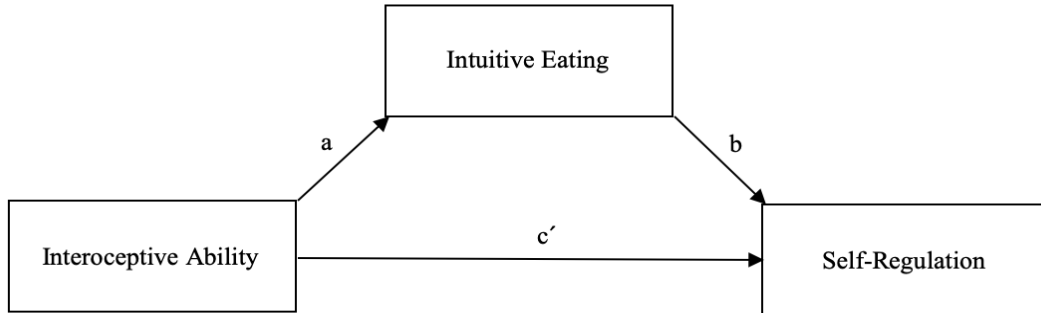 Intuitive Eating
a
b
Interoceptive Ability
c´
Self-Regulation